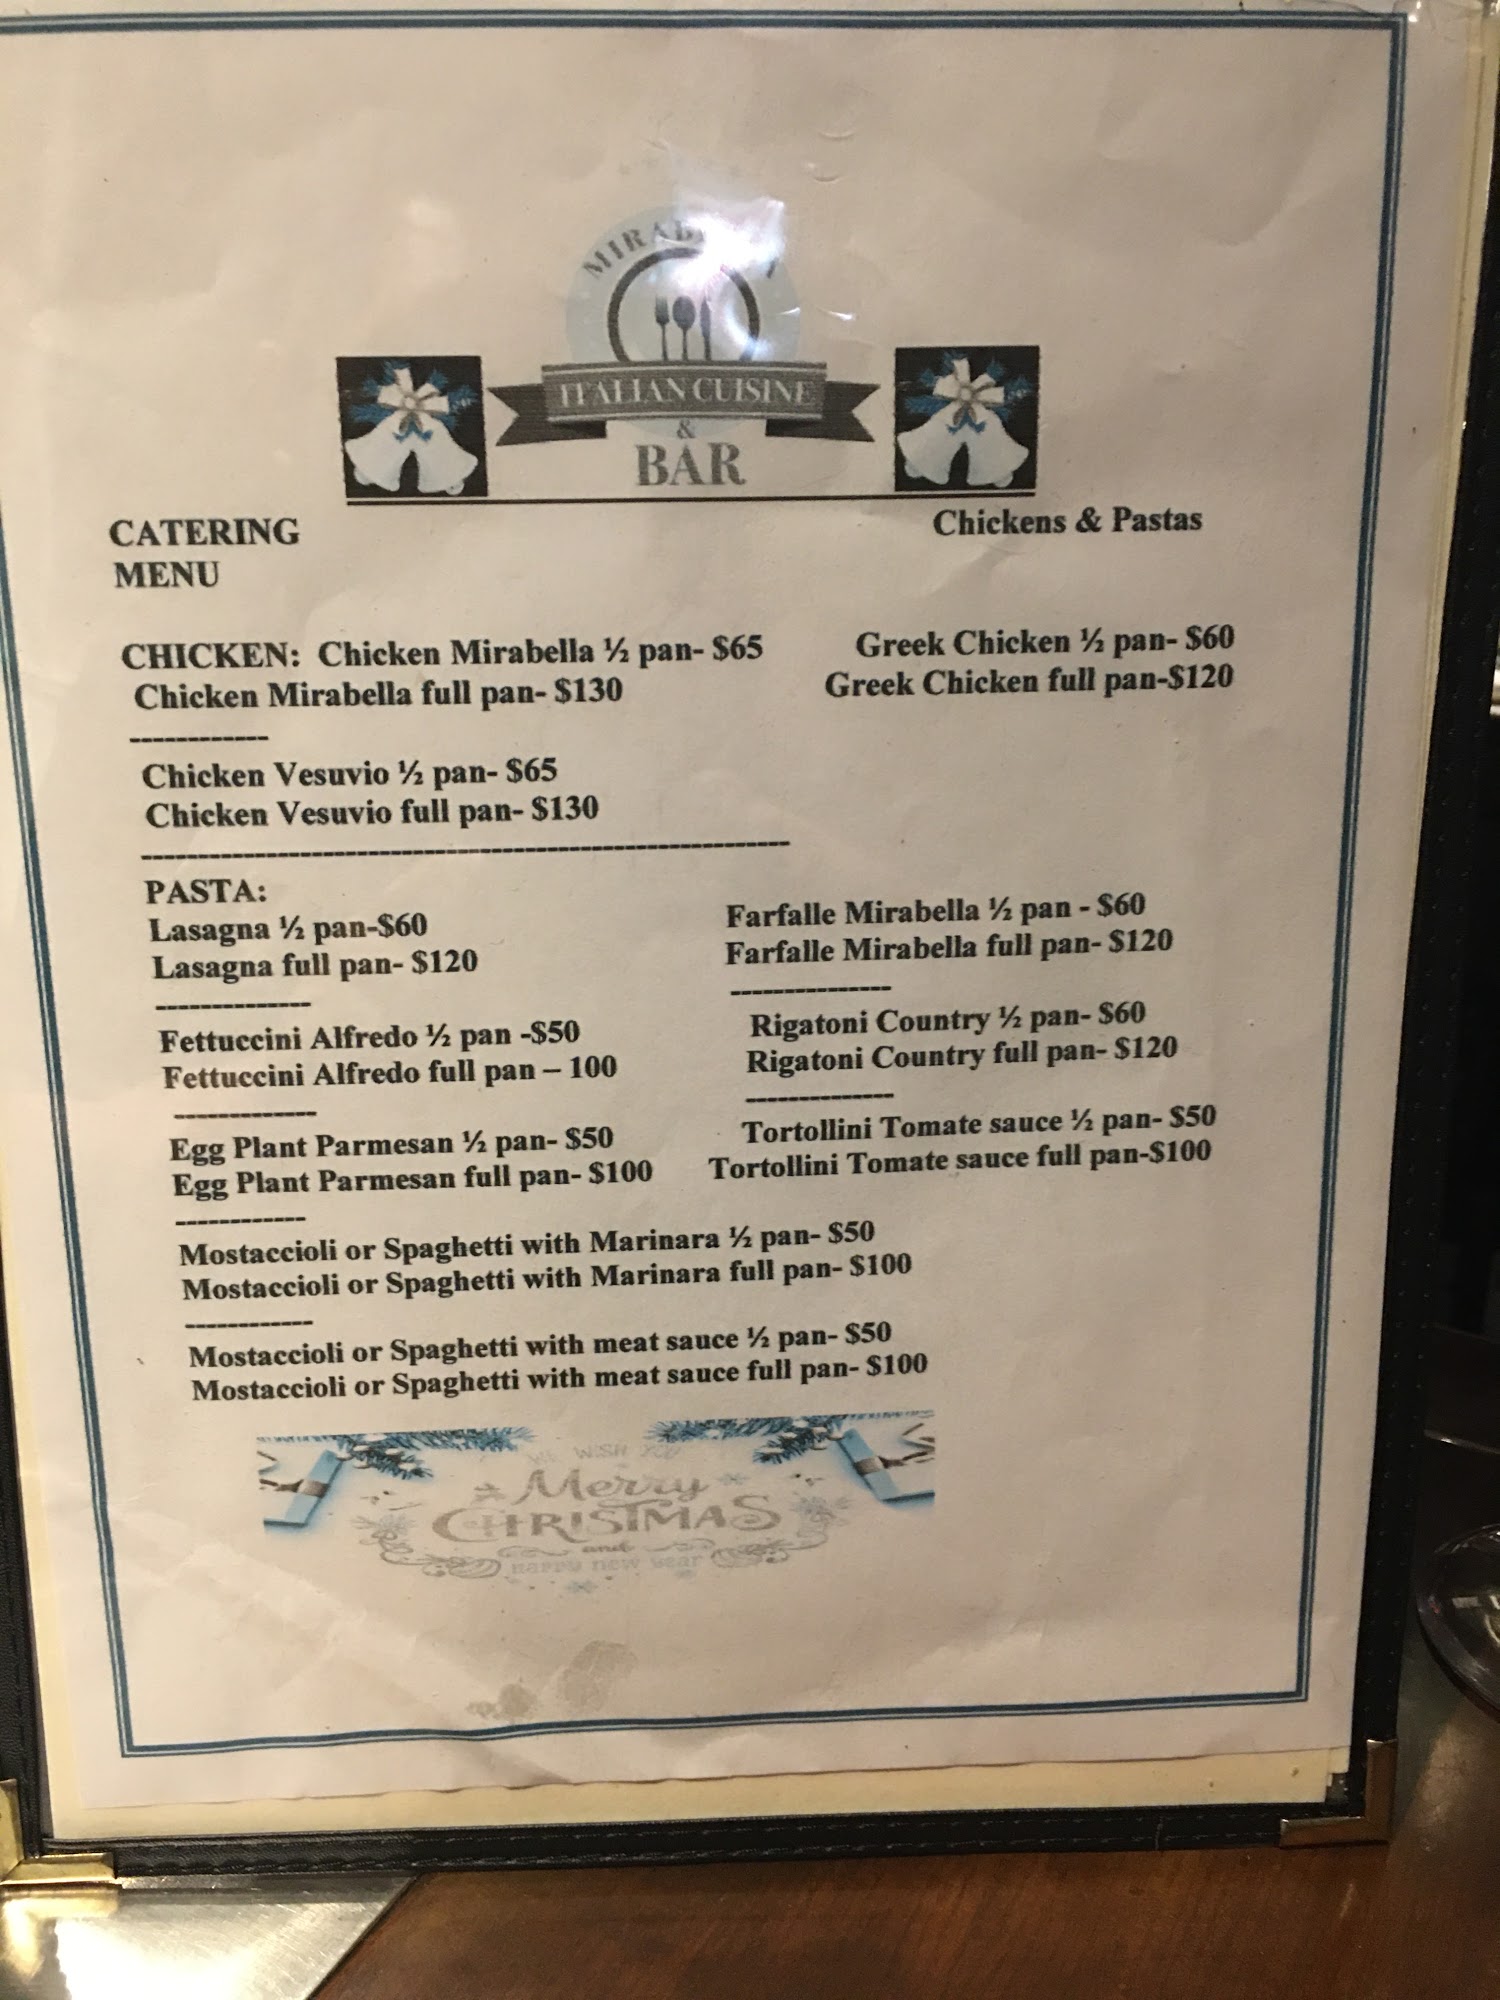 ITALIAN CUISINE
&
BAR
CATERING
MENU
Chickens & Pastas
CHICKEN: Chicken Mirabella ½ pan- $65
Chicken Mirabella full pan- $130
Greek Chicken ½ pan- $60
Greek Chicken full pan-$120
------------
Chicken Vesuvio ½ pan- $65
Chicken Vesuvio full pan- $130
PASTA:
Lasagna ½ pan-$60
Lasagna full pan- $120
Farfalle Mirabella ½ pan - $60
Farfalle Mirabella full pan- $120
Fettuccini Alfredo ½ pan -$50
Fettuccini Alfredo full pan – 100
Rigatoni Country ½ pan- $60
Rigatoni Country full pan- $120
Egg Plant Parmesan ½ pan- $50
Egg Plant Parmesan full pan- $100
Tortollini Tomate sauce ½ pan- $50
Tortollini Tomate sauce full pan-$100
Mostaccioli or Spaghetti with Marinara ½ pan- $50
Mostaccioli or Spaghetti with Marinara full pan- $100
Mostaccioli or Spaghetti with meat sauce ½ pan- $50
Mostaccioli or Spaghetti with meat sauce full pan- $100
WE WISH YOU
Merry
CHRISTMAS
and
HAPPY NEW YEAR